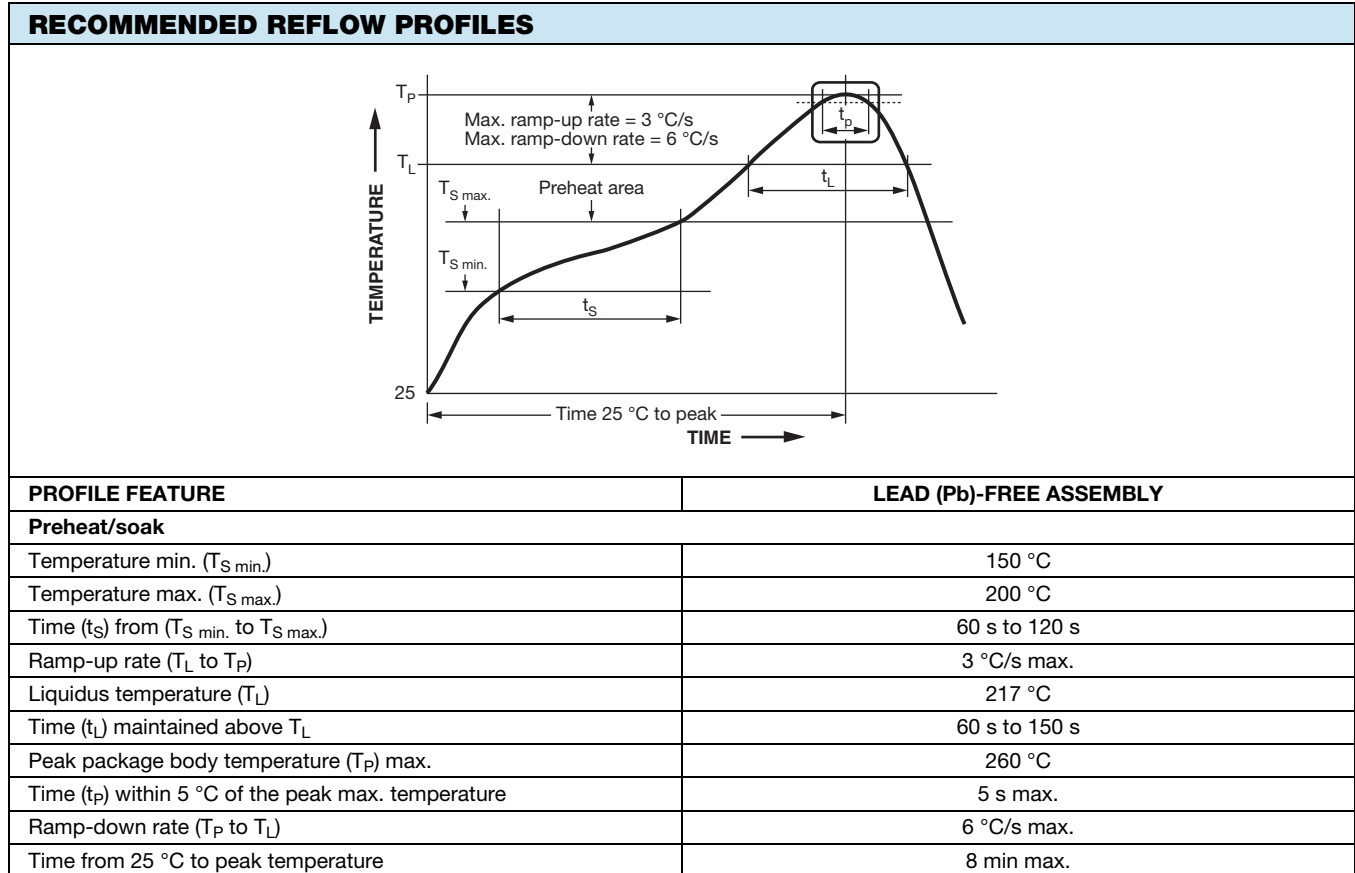 RECOMMENDED REFLOW PROFILES
TP
Max. ramp-up rate = 3 °C/s
Max. ramp-down rate = 6 °C/s
tp
TL
tL
TS max.
Preheat area
TEMPERATURE
TS min.
tS
25
Time 25 °C to peak
TIME
PROFILE FEATURE LEAD (Pb)-FREE ASSEMBLY
Preheat/soak
Temperature min. (TS min.) 150 °C
Temperature max. (TS max.) 200 °C
Time (tS) from (TS min. to TS max.) 60 s to 120 s
Ramp-up rate (TL to TP) 3 °C/s max.
Liquidus temperature (TL) 217 °C
Time (tL) maintained above TL 60 s to 150 s
Peak package body temperature (TP) max. 260 °C
Time (tP) within 5 °C of the peak max. temperature 5 s max.
Ramp-down rate (TP to TL) 6 °C/s max.
Time from 25 °C to peak temperature 8 min max.